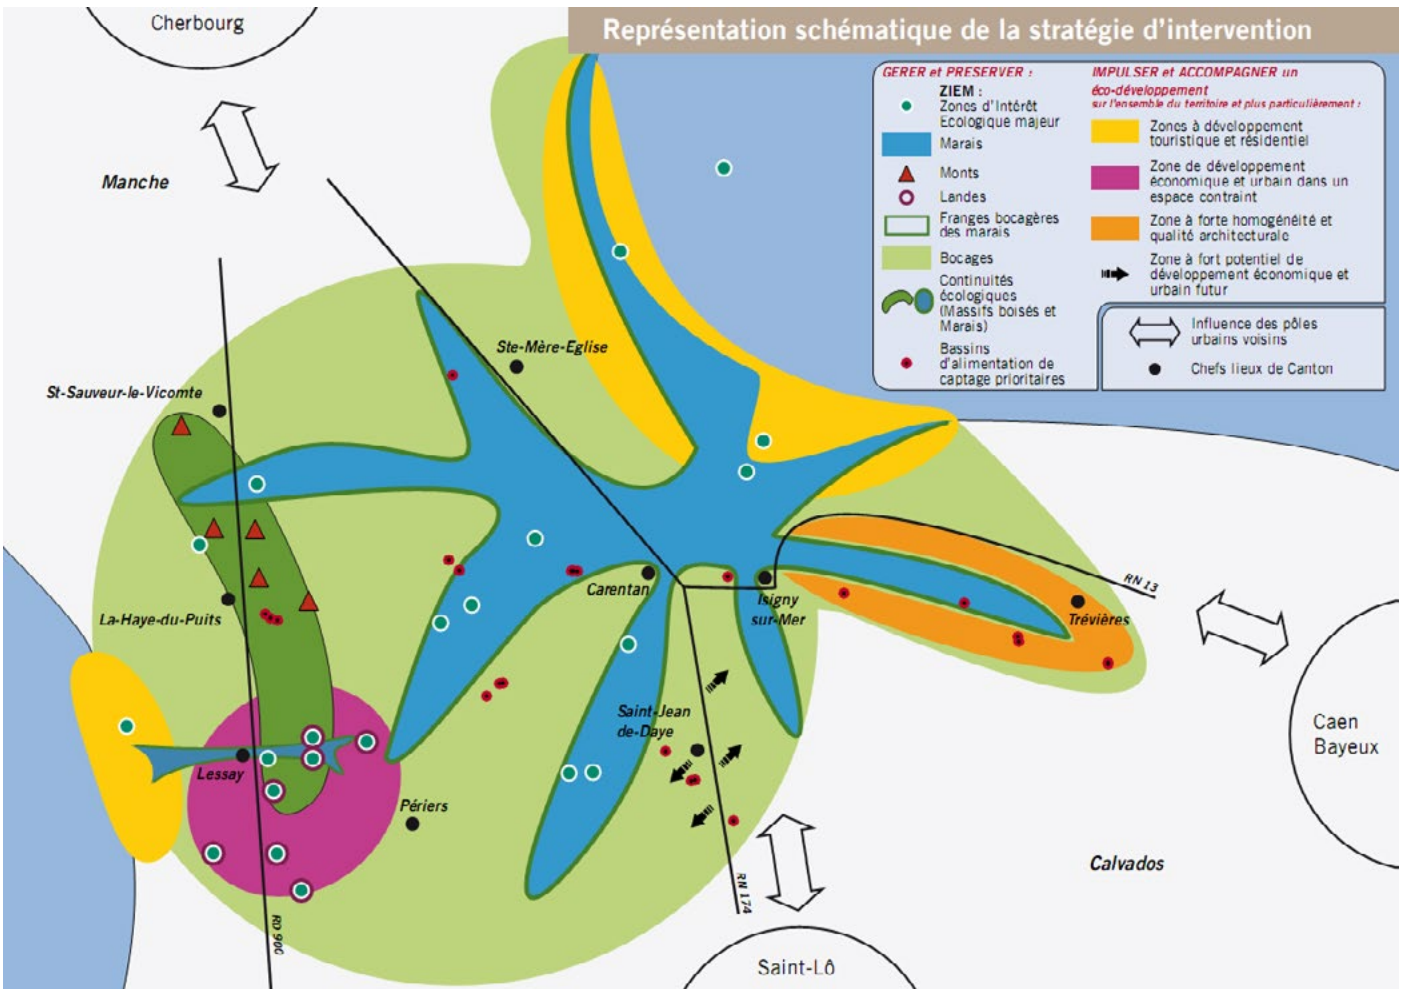 Cherbourg
Représentation schématique de la stratégie d'intervention
GERER et PRESERVER :
ZIEM :
Zones d'Intérêt
Ecologique majeur
Marais
Monts
Landes
Franges bocagères
des marais
Bocages
Continuités
écologiques
(Massifs boisés et
Marais)
Bassins
d'alimentation de
captage prioritaires
IMPULSER et ACCOMPAGNER un
éco-développement
sur l'ensemble du territoire et plus particulièrement :
Zones à développement
touristique et résidentiel
Zone de développement
économique et urbain dans un
espace contraint
Zone à forte homogénéité et
qualité architecturale
Zone à fort potentiel de
développement économique et
urbain futur
Influence des pôles
urbains voisins
Chefs lieux de Canton
Manche
Ste-Mère-Eglise
St-Sauveur-le-Vicomte
La-Haye-du-Puits
Carentan
Isigny
sur-Mer
RN 13
Trévières
Saint-Jean
de-Daye
Lessay
Périers
Caen
Bayeux
Calvados
RN 174
RD 900
Saint-Lô